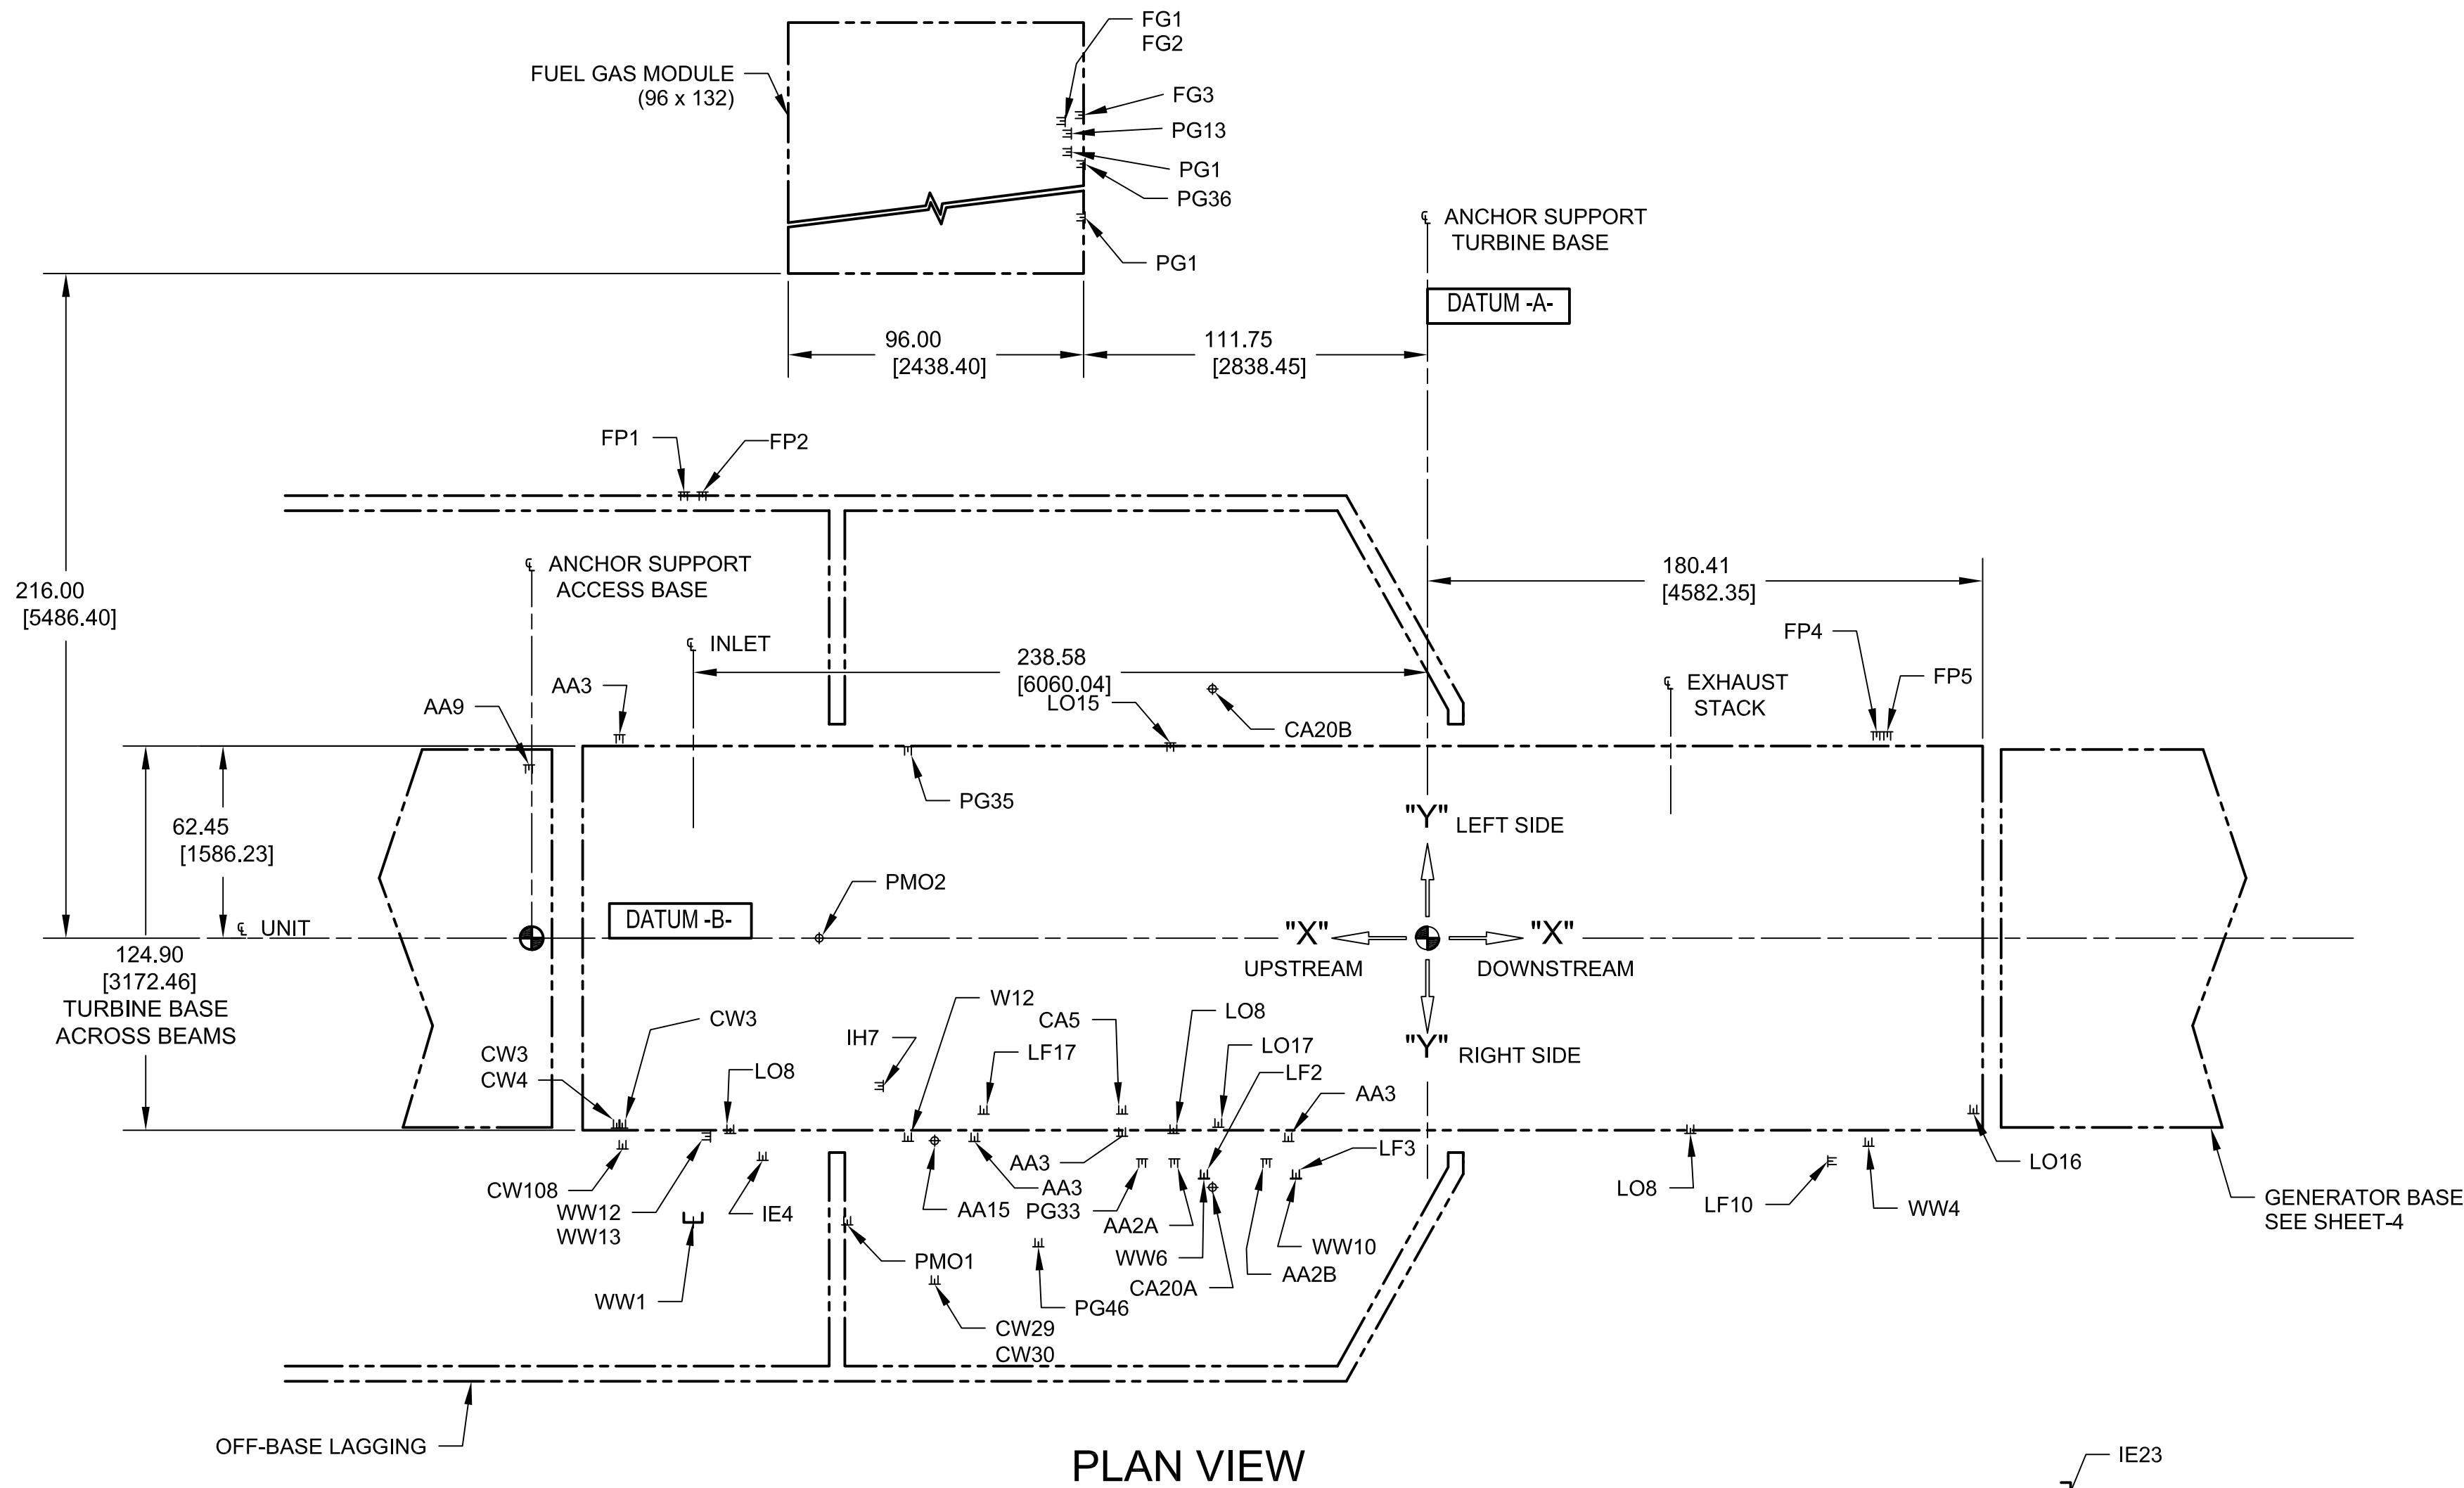 FG1
FG2
FUEL GAS MODULE
(96 x 132)
FG3
PG13
PG1
PG36
PG1
℄ ANCHOR SUPPORT
TURBINE BASE
DATUM -A-
96.00
[2438.40]
111.75
[2838.45]
FP1
FP2
℄ ANCHOR SUPPORT
ACCESS BASE
216.00
[5486.40]
180.41
[4582.35]
℄ INLET
238.58
[6060.04]
FP4
FP5
AA3
AA9
LO15
CA20B
℄ EXHAUST
STACK
PG35
62.45
[1586.23]
"Y" LEFT SIDE
PMO2
DATUM -B-
℄ UNIT
"X"
"X"
UPSTREAM
DOWNSTREAM
124.90
[3172.46]
TURBINE BASE
ACROSS BEAMS
W12
CW3
CA5
LO8
IH7
LF17
LO17
"Y" RIGHT SIDE
CW3
CW4
LO8
LF2
AA3
LF3
AA3
AA3
LO16
CW108
WW12
WW13
IE4
AA15
PG33
AA2A
LO8
LF10
WW4
GENERATOR BASE
SEE SHEET-4
PMO1
WW6
WW10
AA2B
CA20A
WW1
PG46
CW29
CW30
OFF-BASE LAGGING
PLAN VIEW
IE23